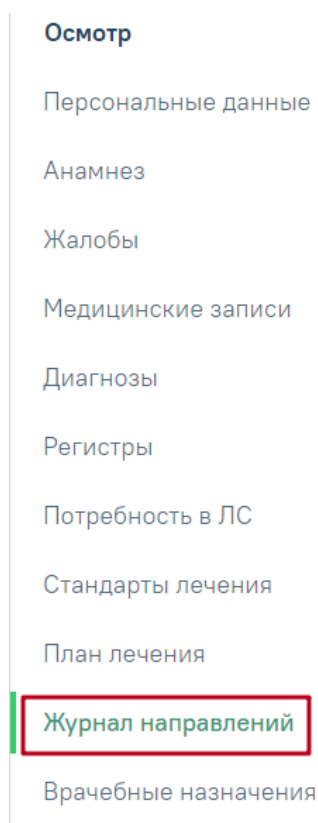 Осмотр
Персональные данные
Анамнез
Жалобы
Медицинские записи
Диагнозы
Регистры
Потребность в ЛС
Стандарты лечения
План лечения
Журнал направлений
Врачебные назначения